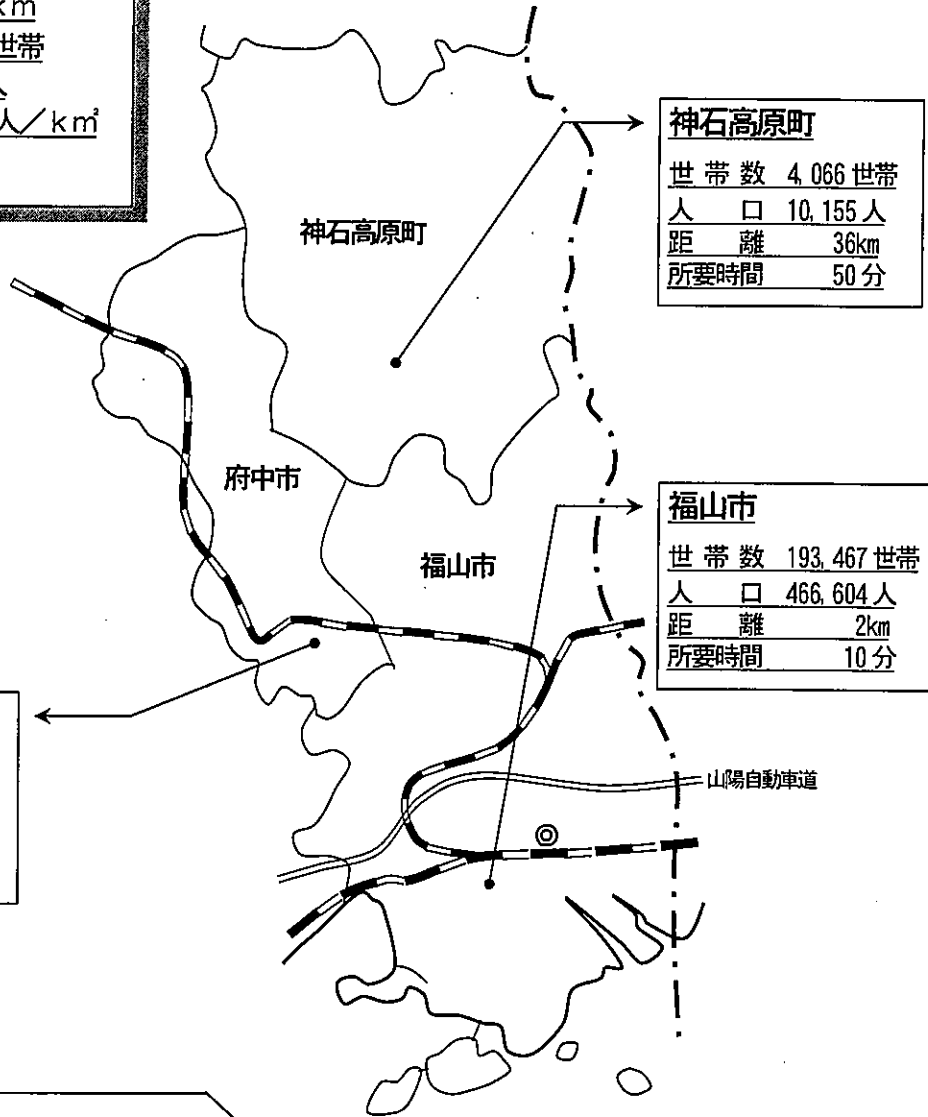 km
世帯
人
人/km²
神石高原町
世帯数 4,066世帯
人口 10,155人
距離 36km
所要時間 50分
神石高原町
府中市
福山市
福山市
世帯数 193,467世帯
人口 466,604人
距離 2km
所要時間 10分
山陽自動車道